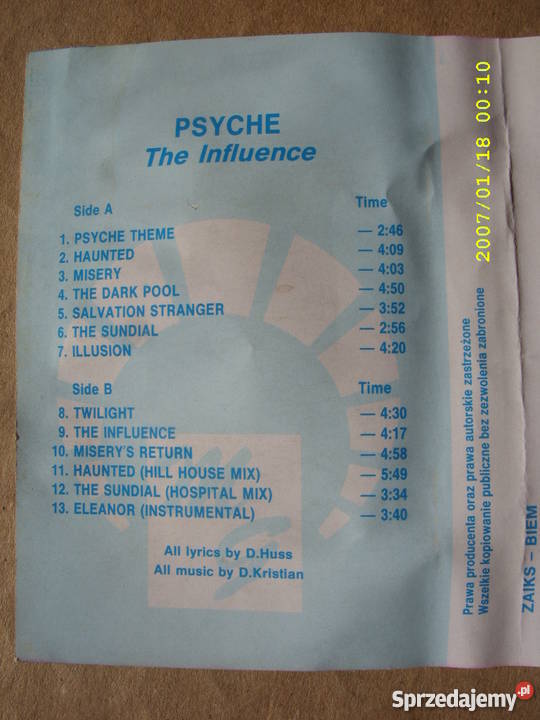 PSYCHE
The Influence
Side A Time
1. PSYCHE THEME — 2:46
2. HAUNTED — 4:09
3. MISERY — 4:03
4. THE DARK POOL — 4:50
5. SALVATION STRANGER — 3:52
6. THE SUNDIAL — 2:56
7. ILLUSION — 4:20
Side B Time
8. TWILIGHT — 4:30
9. THE INFLUENCE — 4:17
10. MISERY'S RETURN — 4:58
11. HAUNTED (HILL HOUSE MIX) — 5:49
12. THE SUNDIAL (HOSPITAL MIX) — 3:34
13. ELEANOR (INSTRUMENTAL) — 3:40
All lyrics by D.Huss
All music by D.Kristian
Prawa producenta oraz prawa autorskie zastrzeżone
Wszelkie kopiowanie publiczne bez zezwolenia zabronione
ZAIKS – BIEM
2007/01/18 00:10
Sprzedajemy.pl